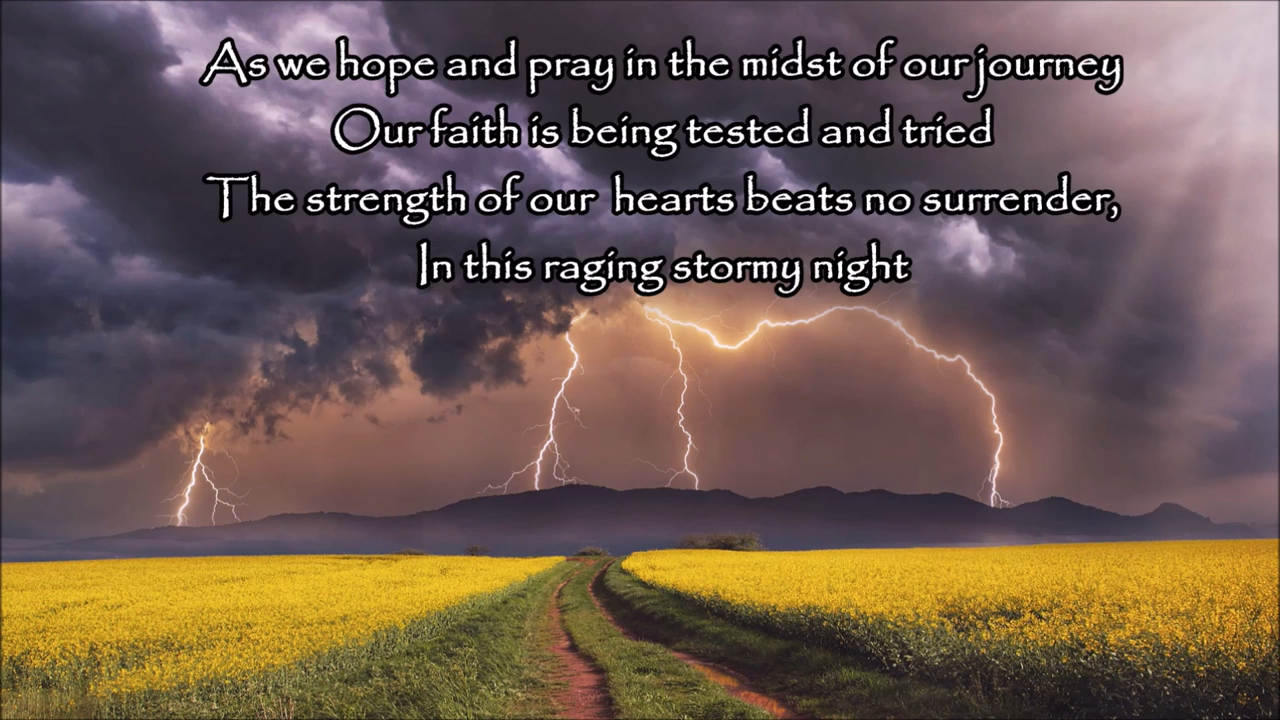 As we hope and pray in the midst of our journey
Our faith is being tested and tried
The strength of our  hearts beats no surrender,
In this raging stormy night